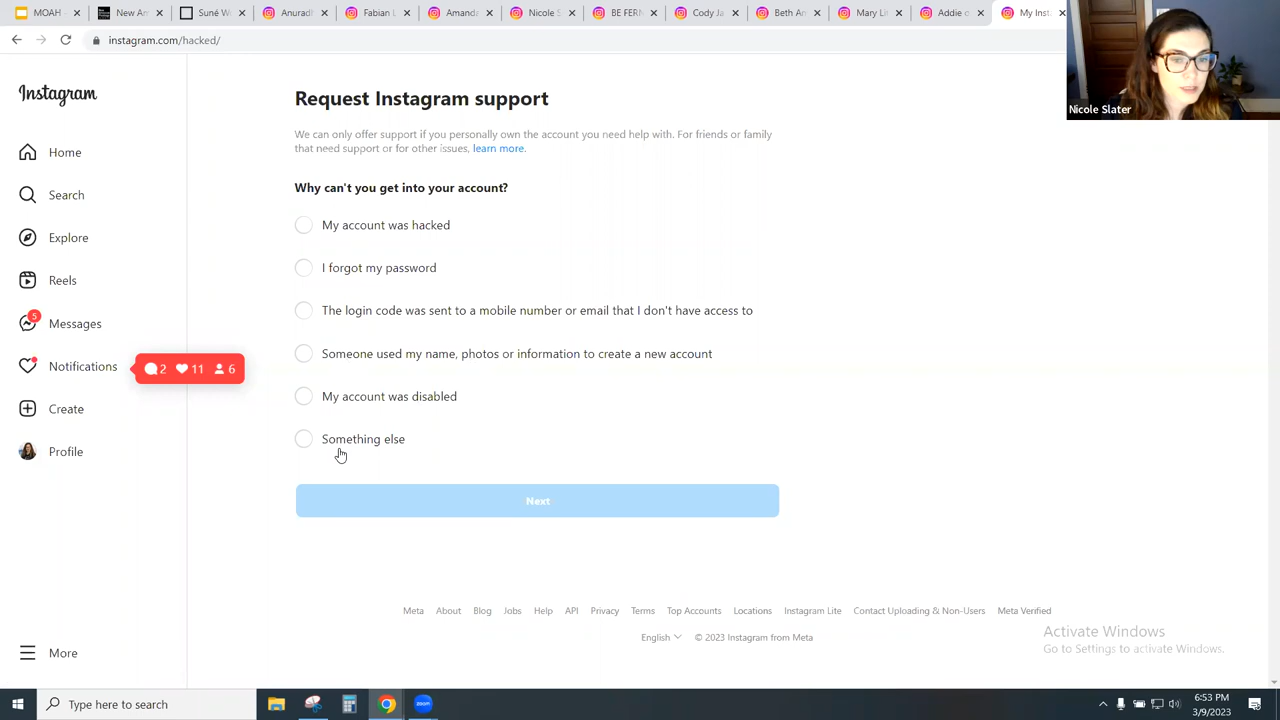 MOAH
New Am
Suné W
Fabian L
Amand
Nicole S
BE FERN
Cody
Beth A
Mary L
Addie
My Inst
instagram.com/hacked/
Nicole Slater
Instagram
Home
Search
Explore
Reels
5
Messages
Notifications
2 11 6
Create
Profile
More
Request Instagram support
We can only offer support if you personally own the account you need help with. For friends or family
that need support or for other issues, learn more.
Why can't you get into your account?
My account was hacked
I forgot my password
The login code was sent to a mobile number or email that I don't have access to
Someone used my name, photos or information to create a new account
My account was disabled
Something else
Next
Meta About Blog Jobs Help API Privacy Terms Top Accounts Locations Instagram Lite Contact Uploading & Non-Users Meta Verified
English © 2023 Instagram from Meta
Activate Windows
Go to Settings to activate Windows.
Type here to search
6:53 PM
3/9/2023